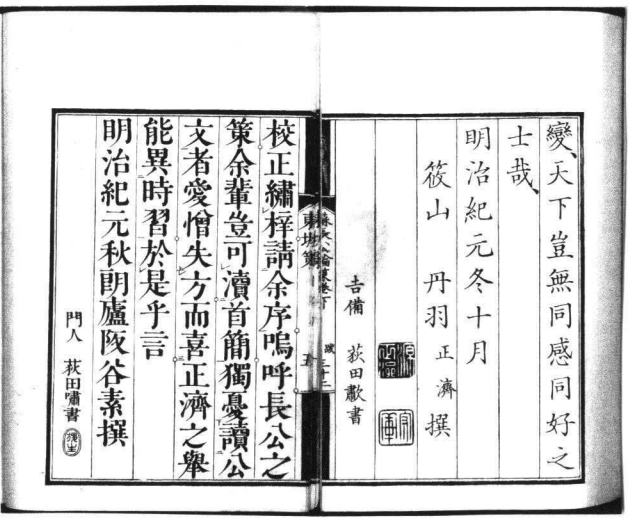 變天下豈無同感同好之
士哉
明治紀元冬十月
筱山 丹羽正濟撰
吉備 荻田歗書
校正繡梓請余序嗚呼長公之
策余輩豈可瀆首簡獨憂讀公
文者愛憎失方而喜正濟之舉
能異時習於是乎言
明治紀元秋朗廬阪谷素撰
門人 荻田嘯書